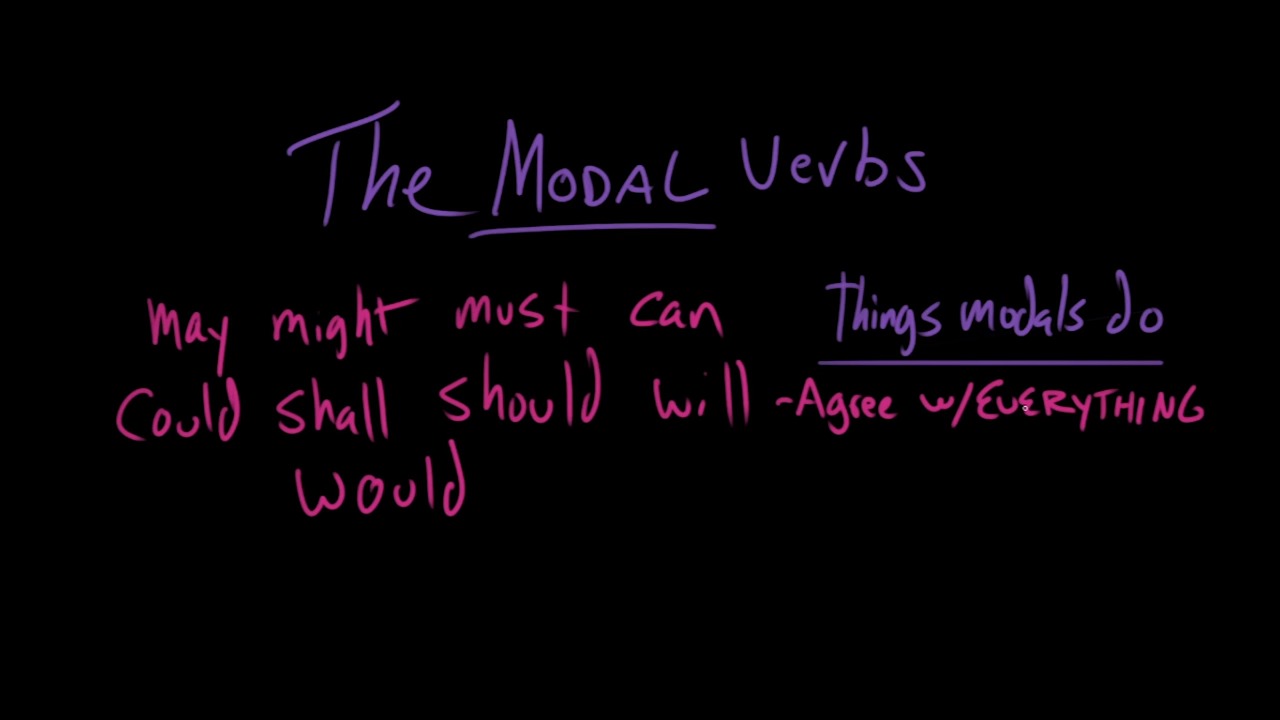 The MODAL verbs
may might must can
could shall should will
would
Things modals do
-Agree w/EVERYTHING